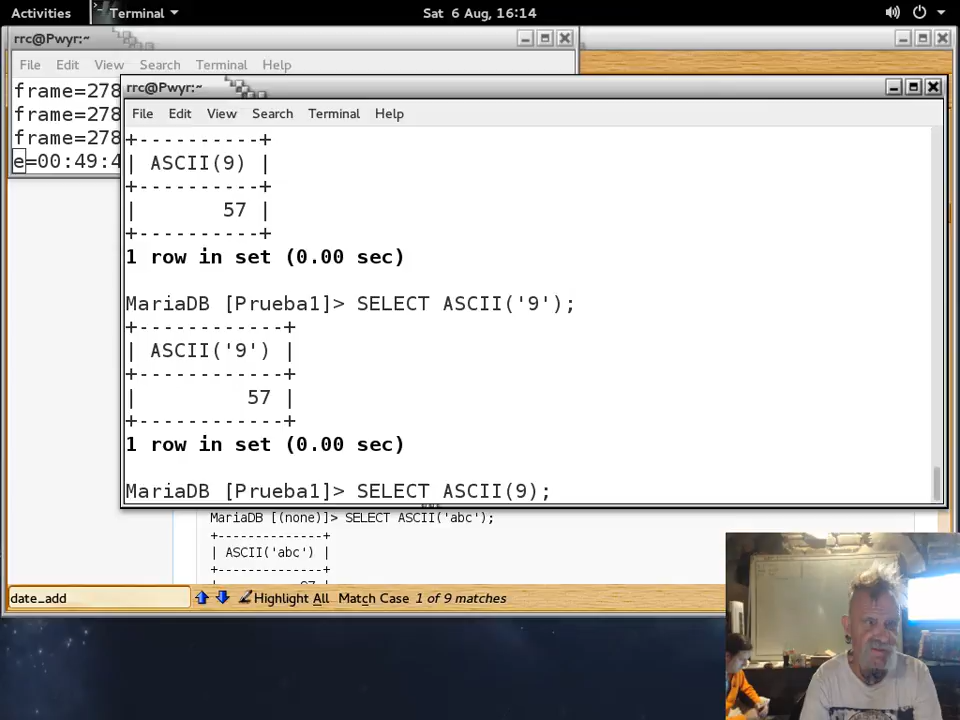 Activities Terminal Sat 6 Aug, 16:14
rrc@Pwyr:~
File Edit View Search Terminal Help
frame=278
frame=278
frame=278
e=00:49:4
rrc@Pwyr:~
File Edit View Search Terminal Help
+----------+
| ASCII(9) |
+----------+
| 57 |
+----------+
1 row in set (0.00 sec)
MariaDB [Prueba1]> SELECT ASCII('9');
+------------+
| ASCII('9') |
+------------+
| 57 |
+------------+
1 row in set (0.00 sec)
MariaDB [Prueba1]> SELECT ASCII(9);
MariaDB [(none)]> SELECT ASCII('abc');
+--------------+
| ASCII('abc') |
+--------------+
date_add Highlight All Match Case 1 of 9 matches